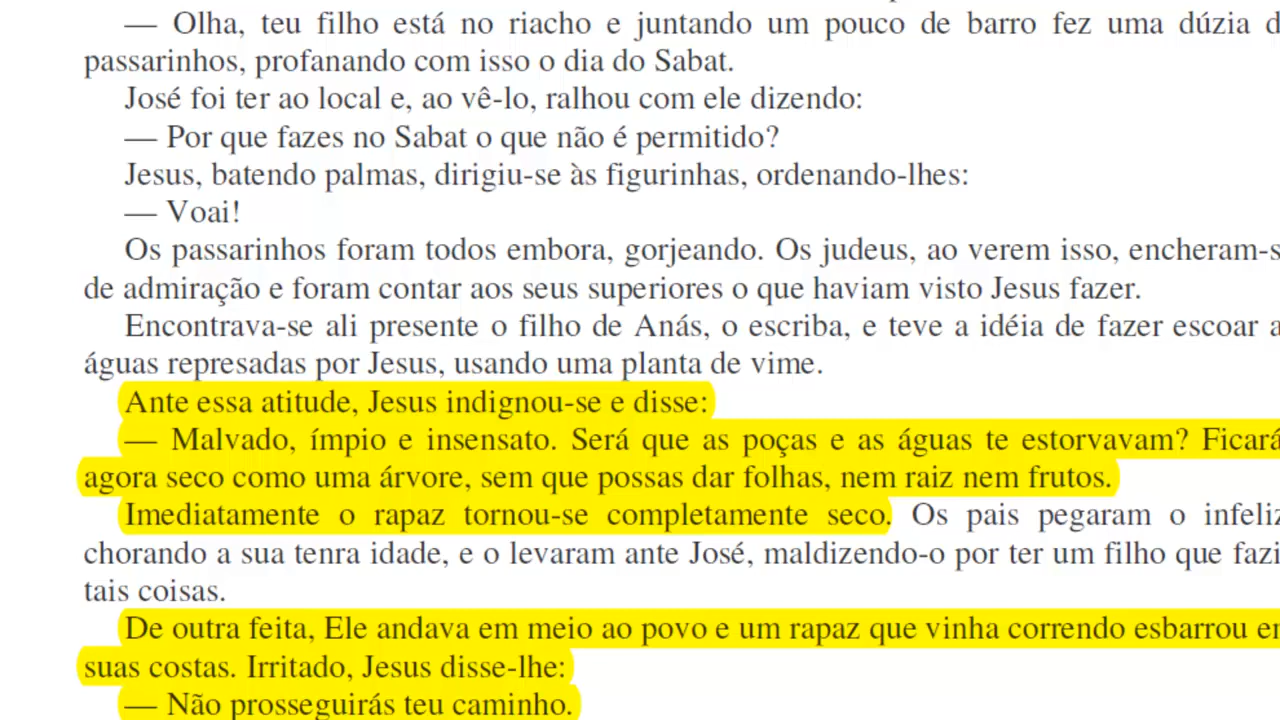 — Olha, teu filho está no riacho e juntando um pouco de barro fez uma dúzia d
passarinhos, profanando com isso o dia do Sabat.
José foi ter ao local e, ao vê-lo, ralhou com ele dizendo:
— Por que fazes no Sabat o que não é permitido?
Jesus, batendo palmas, dirigiu-se às figurinhas, ordenando-lhes:
— Voai!
Os passarinhos foram todos embora, gorjeando. Os judeus, ao verem isso, encheram-s
de admiração e foram contar aos seus superiores o que haviam visto Jesus fazer.
Encontrava-se ali presente o filho de Anás, o escriba, e teve a idéia de fazer escoar a
águas represadas por Jesus, usando uma planta de vime.
Ante essa atitude, Jesus indignou-se e disse:
— Malvado, ímpio e insensato. Será que as poças e as águas te estorvavam? Ficará
agora seco como uma árvore, sem que possas dar folhas, nem raiz nem frutos.
Imediatamente o rapaz tornou-se completamente seco. Os pais pegaram o infeliz
chorando a sua tenra idade, e o levaram ante José, maldizendo-o por ter um filho que fazi
tais coisas.
De outra feita, Ele andava em meio ao povo e um rapaz que vinha correndo esbarrou e
suas costas. Irritado, Jesus disse-lhe:
— Não prosseguirás teu caminho.